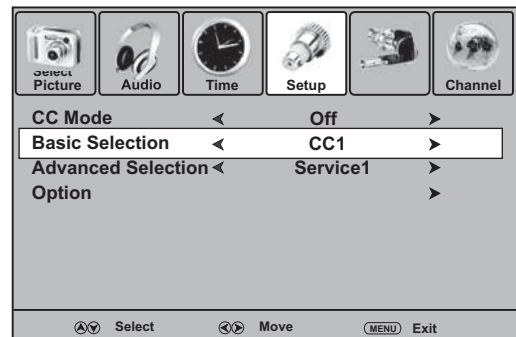 Select
Picture Audio Time Setup Channel
CC Mode Off
Basic Selection CC1
Advanced Selection Service1
Option
Select Move MENU Exit